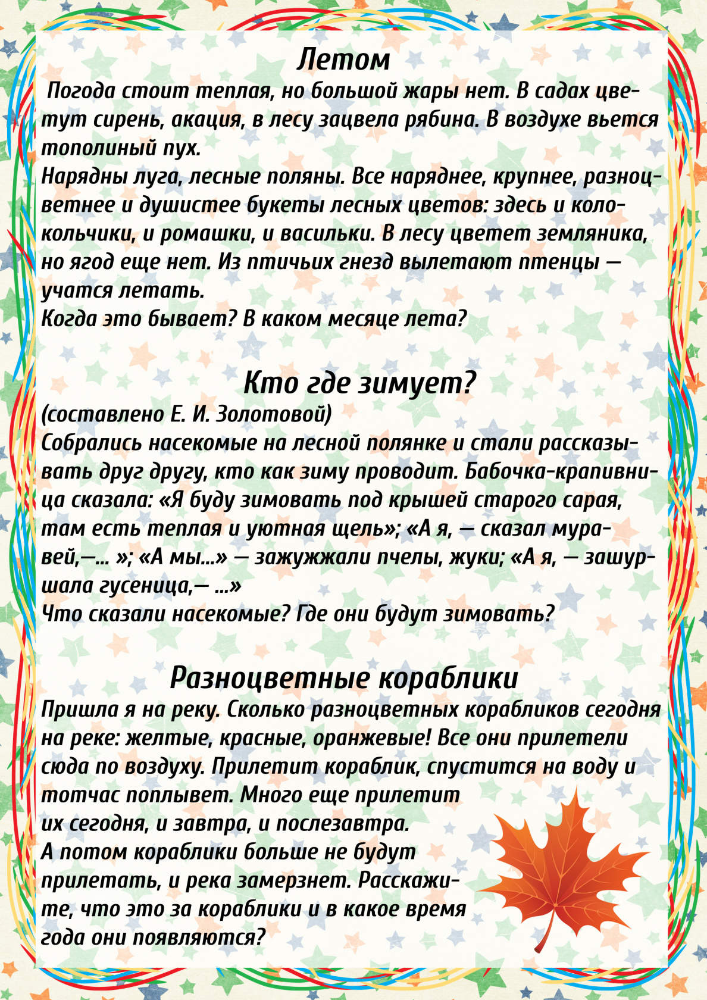 Летом
Погода стоит теплая, но большой жары нет. В садах цве-
тут сирень, акация, в лесу зацвела рябина. В воздухе вьется
тополиный пух.
Нарядны луга, лесные поляны. Все наряднее, крупнее, разноц-
ветнее и душистее букеты лесных цветов: здесь и коло-
кольчики, и ромашки, и васильки. В лесу цветет земляника,
но ягод еще нет. Из птичьих гнезд вылетают птенцы —
учатся летать.
Когда это бывает? В каком месяце лета?
Кто где зимует?
(составлено Е. И. Золотовой)
Собрались насекомые на лесной полянке и стали рассказы-
вать друг другу, кто как зиму проводит. Бабочка-крапивни-
ца сказала: «Я буду зимовать под крышей старого сарая,
там есть теплая и уютная щель»; «А я, — сказал мура-
вей,—... »; «А мы...» — зажужжали пчелы, жуки; «А я, — зашур-
шала гусеница,— ...»
Что сказали насекомые? Где они будут зимовать?
Разноцветные кораблики
Пришла я на реку. Сколько разноцветных корабликов сегодня
на реке: желтые, красные, оранжевые! Все они прилетели
сюда по воздуху. Прилетит кораблик, спустится на воду и
тотчас поплывет. Много еще прилетит
их сегодня, и завтра, и послезавтра.
А потом кораблики больше не будут
прилетать, и река замерзнет. Расскажи-
те, что это за кораблики и в какое время
года они появляются?